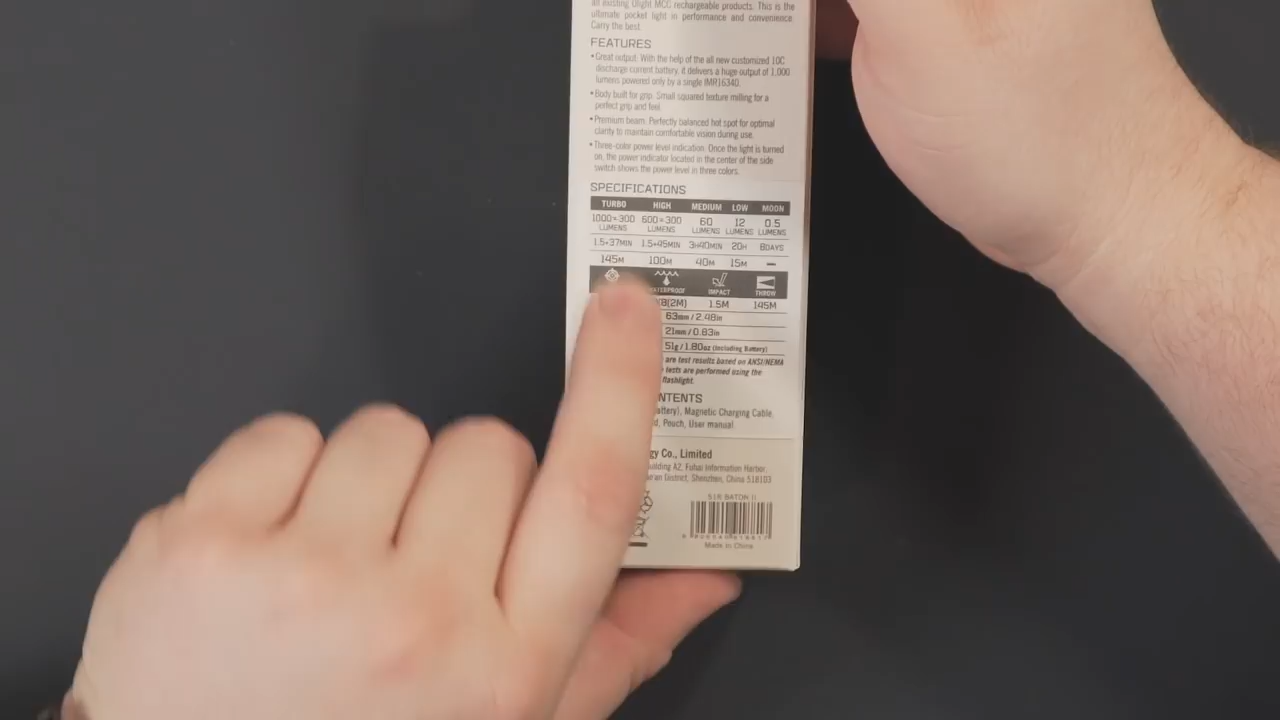 all existing Olight MCC rechargeable products. This is the
ultimate pocket light in performance and convenience.
Carry the best.
FEATURES
• Great output: With the help of the all new customized 10C
discharge current battery, it delivers a huge output of 1,000
lumens powered only by a single IMR16340.
• Body built for grip: Small squared texture milling for a
perfect grip and feel.
• Premium beam: Perfectly balanced hot spot for optimal
clarity to maintain comfortable vision during use.
• Three-color power level indication: Once the light is turned
on, the power indicator located in the center of the side
switch shows the power level in three colors.
SPECIFICATIONS
TURBO HIGH MEDIUM LOW MOON
1000~300 LUMENS 600~300 LUMENS 60 LUMENS 12 LUMENS 0.5 LUMENS
1.5+37MIN 1.5+45MIN 3H40MIN 20H 8DAYS
145M 100M 40M 15M —
WATERPROOF IMPACT THROW
8(2M) 1.5M 145M
63mm / 2.48in
21mm / 0.83in
51g / 1.80oz (Including Battery)
are test results based on ANSI/NEMA
tests are performed using the
flashlight.
NTENTS
attery), Magnetic Charging Cable,
d, Pouch, User manual
gy Co., Limited
uilding A2, Fuhai Information Harbor,
District, Shenzhen, China 518103
S1R BATON II
Made in China